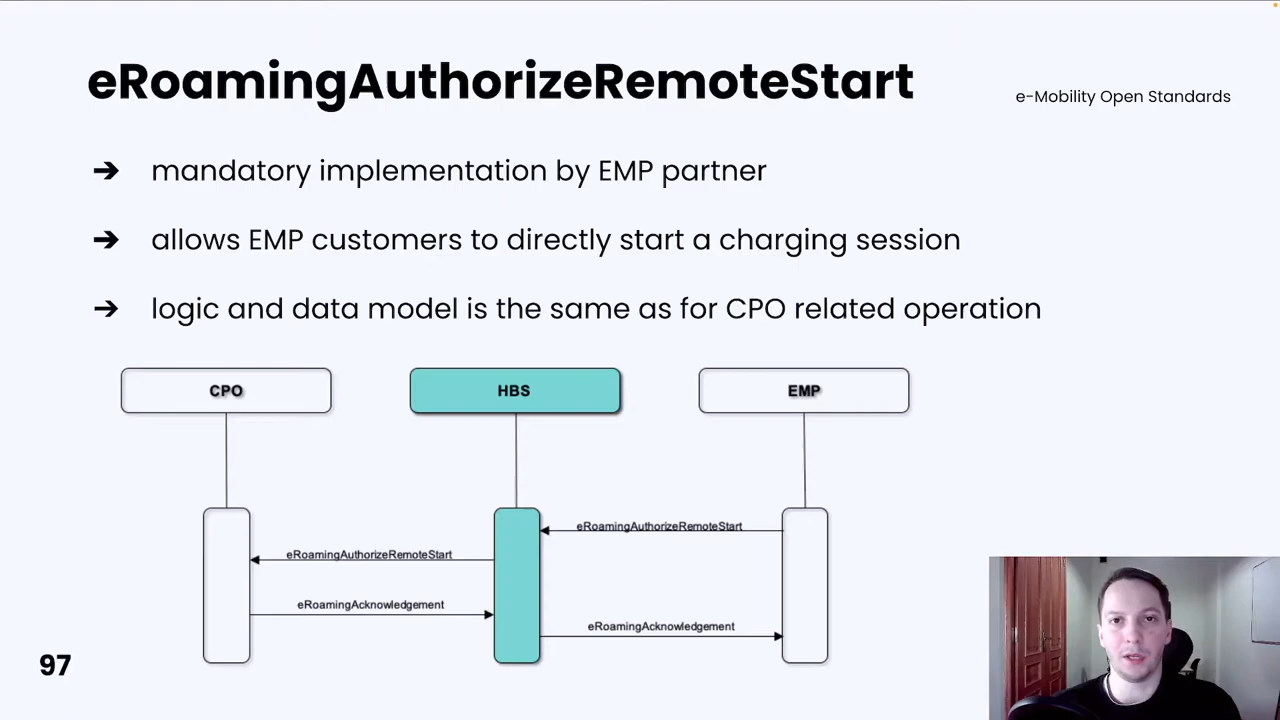 eRoamingAuthorizeRemoteStart
e-Mobility Open Standards
➔ mandatory implementation by EMP partner
➔ allows EMP customers to directly start a charging session
➔ logic and data model is the same as for CPO related operation
CPO
HBS
EMP
eRoamingAuthorizeRemoteStart
eRoamingAuthorizeRemoteStart
eRoamingAcknowledgement
eRoamingAcknowledgement
97